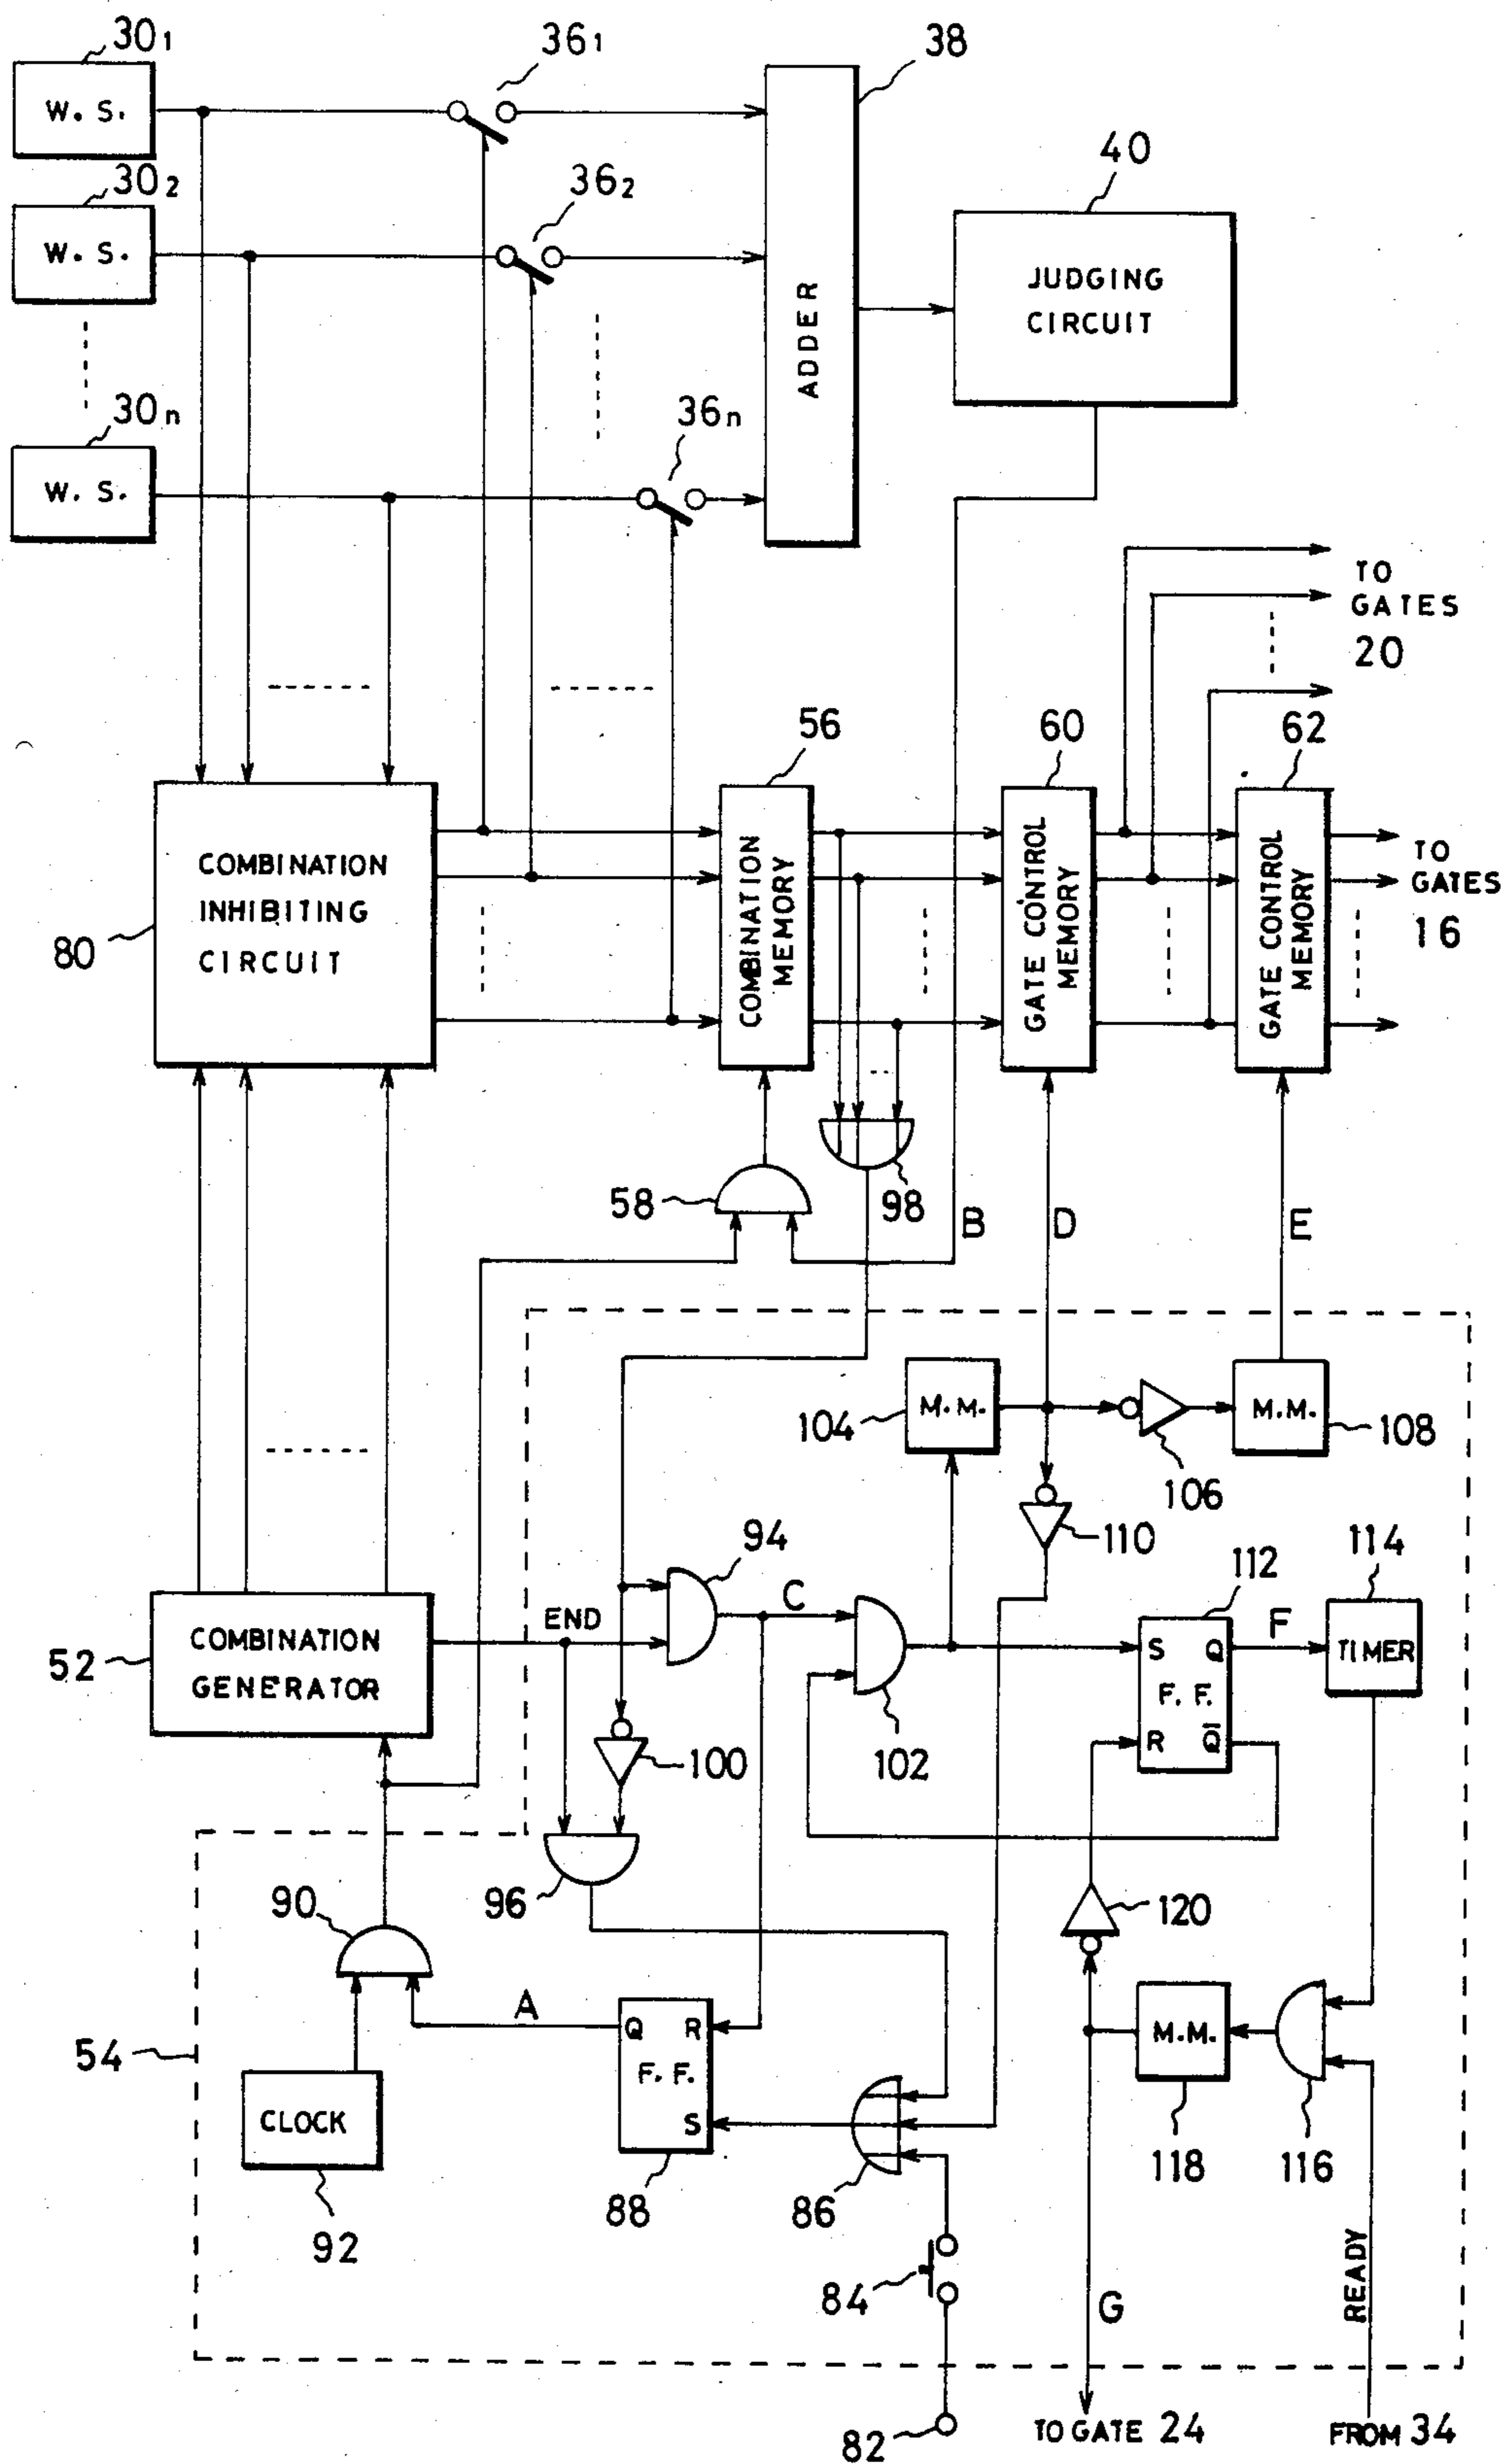 30₁
36₁
38
W. S.
30₂
36₂
40
W. S.
ADDER
JUDGING
CIRCUIT
30n
36n
W. S.
TO
GATES
20
56
60
62
COMBINATION
INHIBITING
CIRCUIT
80
COMBINATION
MEMORY
GATE CONTROL
MEMORY
GATE CONTROL
MEMORY
TO
GATES
16
58
98
B
D
E
104
M.M.
M.M.
108
106
110
94
114
112
END
C
F
52
COMBINATION
GENERATOR
S Q
F. F.
R Q̄
TIMER
100
102
90
96
120
A
54
Q R
F. F.
S
M.M.
CLOCK
118
116
88
86
92
84
G
READY
82
TO GATE 24
FROM 34